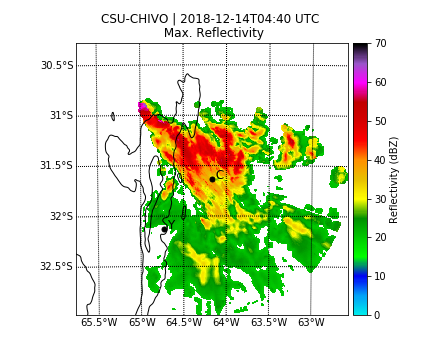 CSU-CHIVO | 2018-12-14T04:40 UTC
Max. Reflectivity
30.5°S
31°S
31.5°S
32°S
32.5°S
65.5°W 65°W 64.5°W 64°W 63.5°W 63°W
C
Y
70
60
50
40
30
20
10
0
Reflectivity (dBZ)